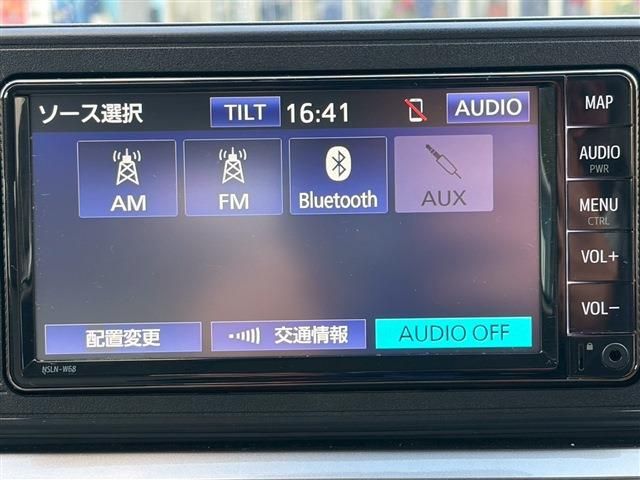 ソース選択 TILT 16:41 AUDIO
AM FM Bluetooth AUX
配置変更 交通情報 AUDIO OFF
NSLN-W68
MAP
AUDIO
PWR
MENU
CTRL
VOL+
VOL−